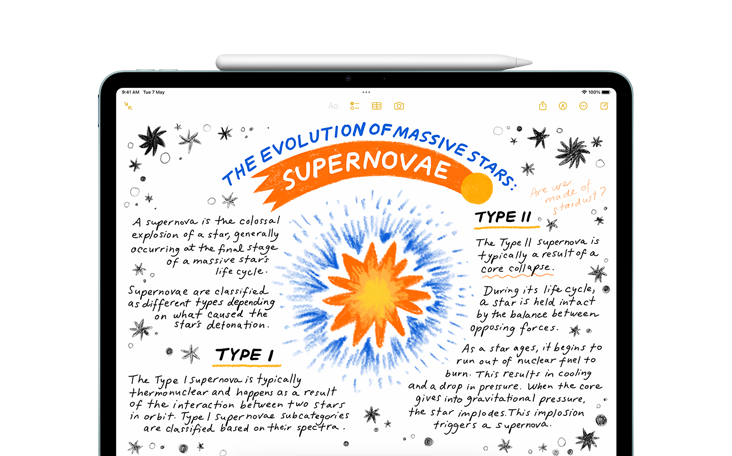 9:41 AM Tue 7 May
100%
Aa
THE EVOLUTION OF MASSIVE STARS:
SUPERNOVAE
Are we
made of
stardust?
A supernova is the colossal
explosion of a star, generally
occurring at the final stage
of a massive star's
life cycle.
Supernovae are classified
as different types depending
on what caused the
star's detonation.
TYPE I
The Type I Supernova is typically
thermonuclear and happens as a result
of the interaction between two stars
in orbit. Type I Supernovae subcategories
are classified based on their spectra.
TYPE II
The Type II supernova is
typically a result of a
core collapse.
During its life cycle,
a star is held intact
by the balance between
opposing forces.
As a star ages, it begins to
run out of nuclear fuel to
burn. This results in cooling
and a drop in pressure. When the core
gives into gravitational pressure,
the star implodes. This implosion
triggers a supernova.